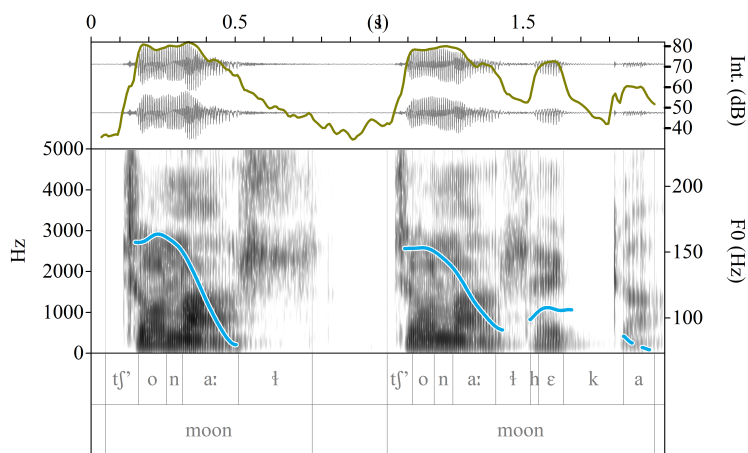 0 0.5 (s) 1 1.5
80
70
60
50
40
Int. (dB)
5000
4000
3000
2000
1000
0
Hz
200
150
100
F0 (Hz)
tʃʼ o n aː ɬ tʃʼ o n aː ɬ h ɛ k a
moon moon